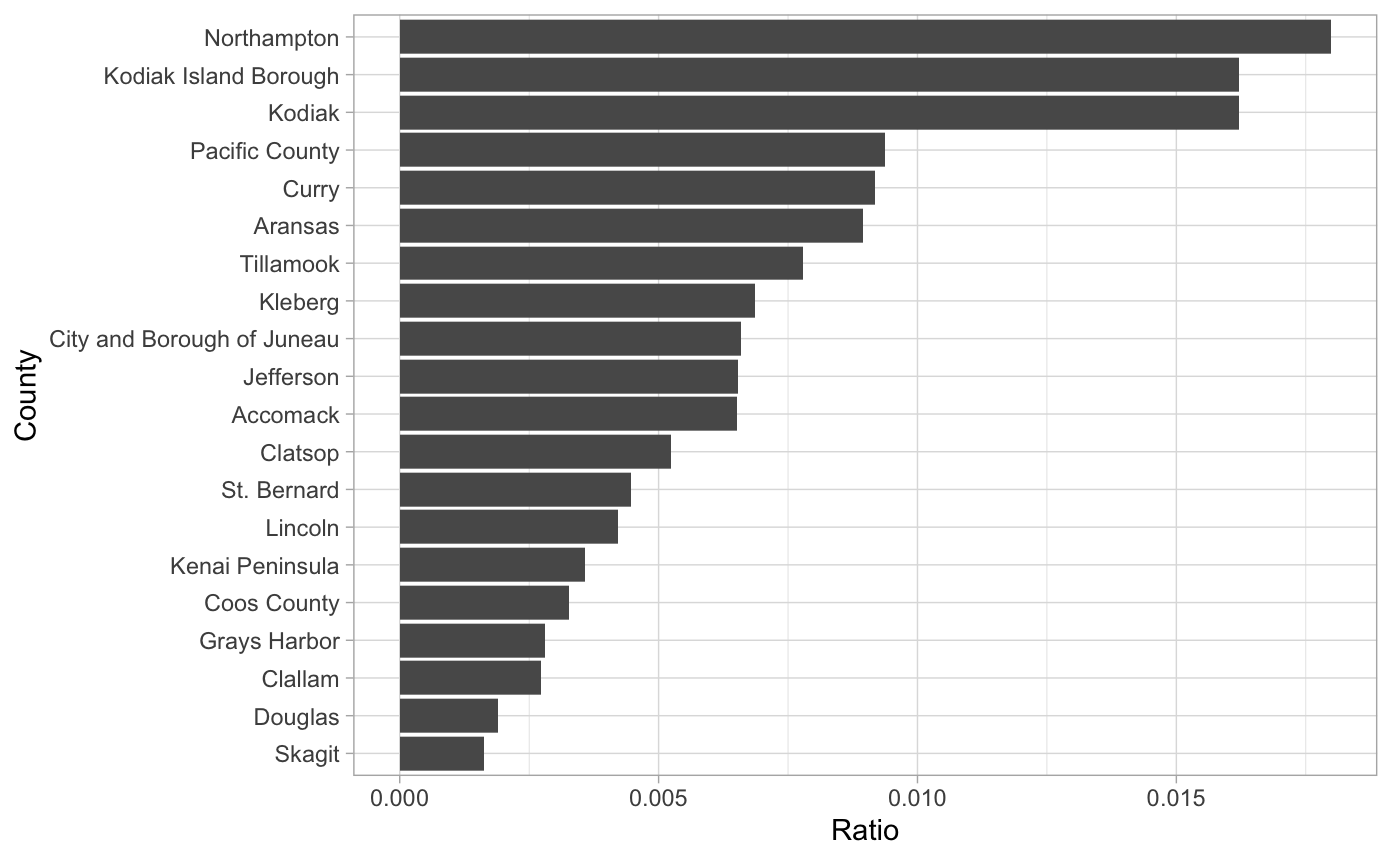 Northampton
Kodiak Island Borough
Kodiak
Pacific County
Curry
Aransas
Tillamook
Kleberg
City and Borough of Juneau
Jefferson
Accomack
Clatsop
St. Bernard
Lincoln
Kenai Peninsula
Coos County
Grays Harbor
Clallam
Douglas
Skagit
County
0.000 0.005 0.010 0.015
Ratio